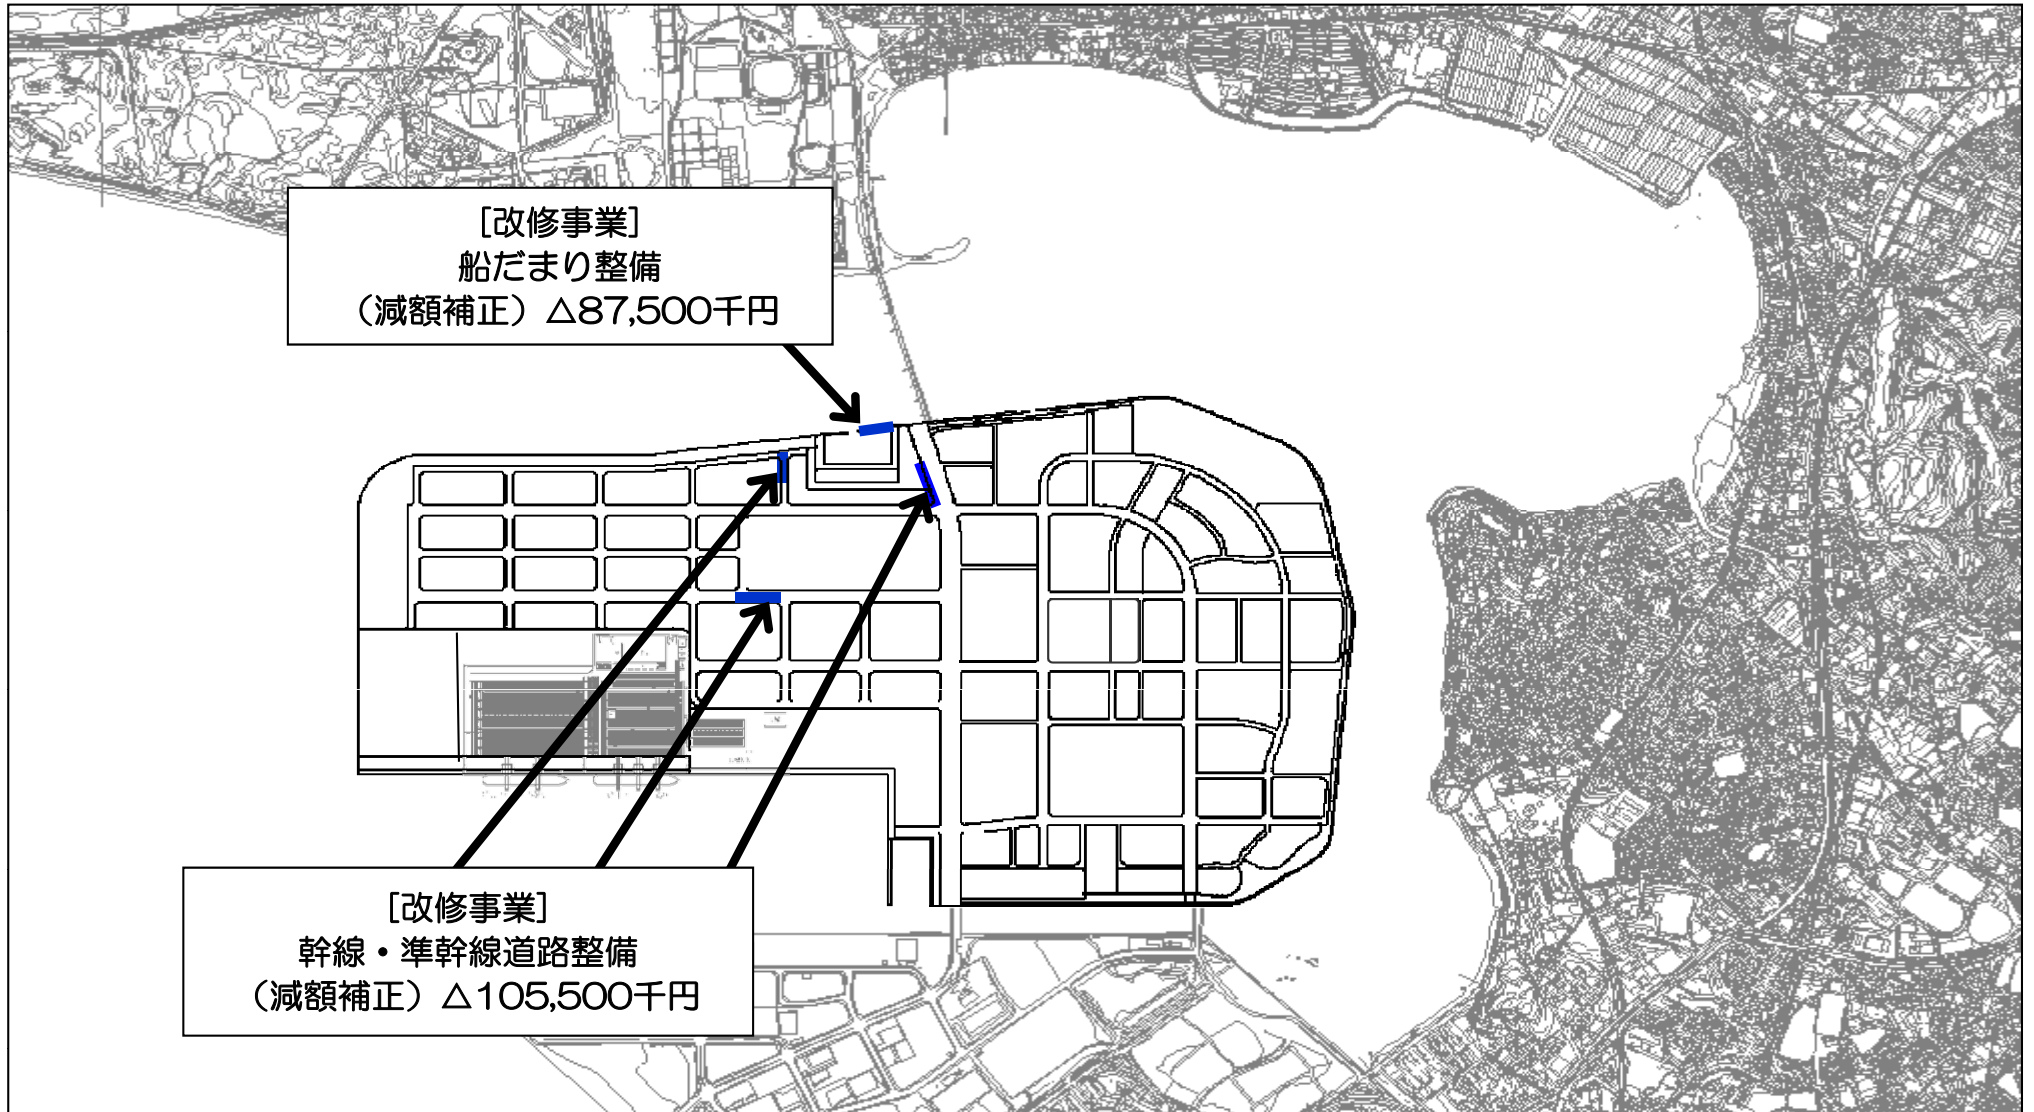 [改修事業]
船だまり整備
（減額補正）△87,500千円
[改修事業]
幹線・準幹線道路整備
（減額補正）△105,500千円